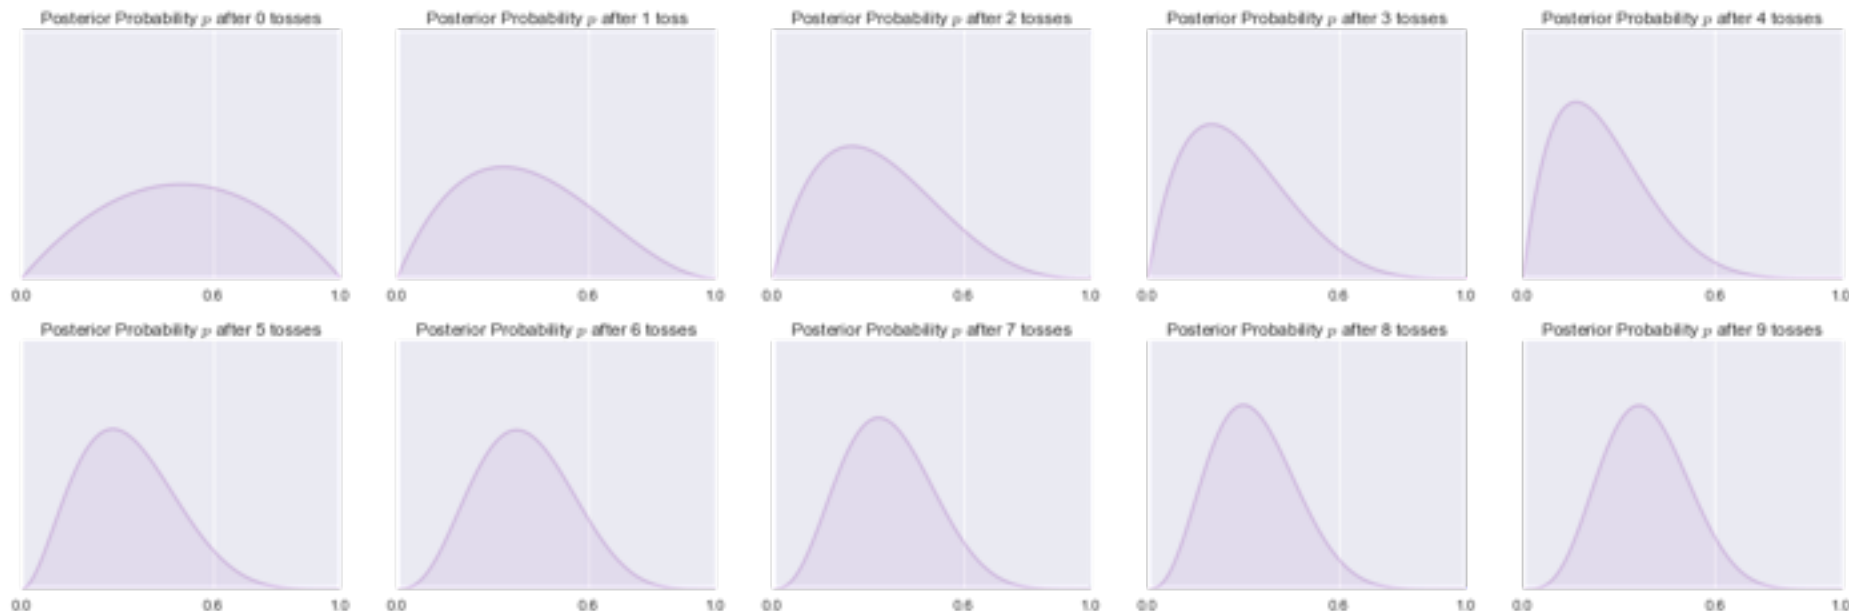 Posterior Probability p after 0 tosses
Posterior Probability p after 1 toss
Posterior Probability p after 2 tosses
Posterior Probability p after 3 tosses
Posterior Probability p after 4 tosses
0.0 0.6 1.0
0.0 0.6 1.0
0.0 0.6 1.0
0.0 0.6 1.0
0.0 0.6 1.0
Posterior Probability p after 5 tosses
Posterior Probability p after 6 tosses
Posterior Probability p after 7 tosses
Posterior Probability p after 8 tosses
Posterior Probability p after 9 tosses
0.0 0.6 1.0
0.0 0.6 1.0
0.0 0.6 1.0
0.0 0.6 1.0
0.0 0.6 1.0